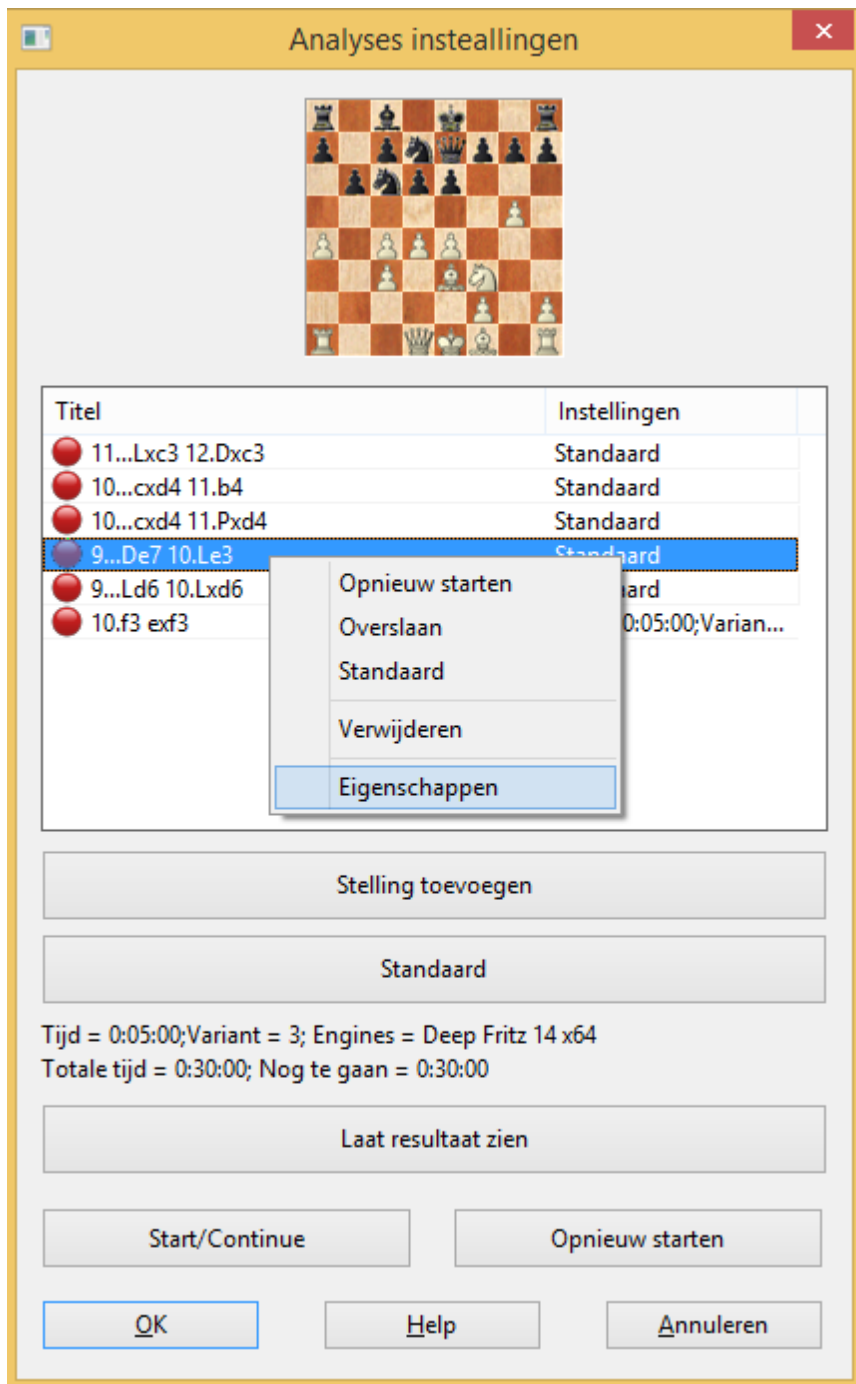 Analyses insteallingen
Titel Instellingen
11...Lxc3 12.Dxc3 Standaard
10...cxd4 11.b4 Standaard
10...cxd4 11.Pxd4 Standaard
9...De7 10.Le3 Standaard
9...Ld6 10.Lxd6 ard
10.f3 exf3 0:05:00;Varian...
Opnieuw starten
Overslaan
Standaard
Verwijderen
Eigenschappen
Stelling toevoegen
Standaard
Tijd = 0:05:00;Variant = 3; Engines = Deep Fritz 14 x64
Totale tijd = 0:30:00; Nog te gaan = 0:30:00
Laat resultaat zien
Start/Continue Opnieuw starten
OK Help Annuleren